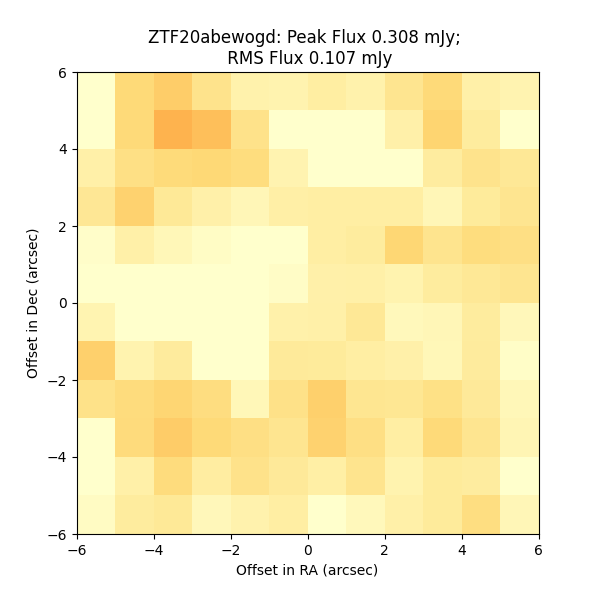 ZTF20abewogd: Peak Flux 0.308 mJy;
RMS Flux 0.107 mJy
6
4
2
0
−2
−4
−6
Offset in Dec (arcsec)
−6 −4 −2 0 2 4 6
Offset in RA (arcsec)